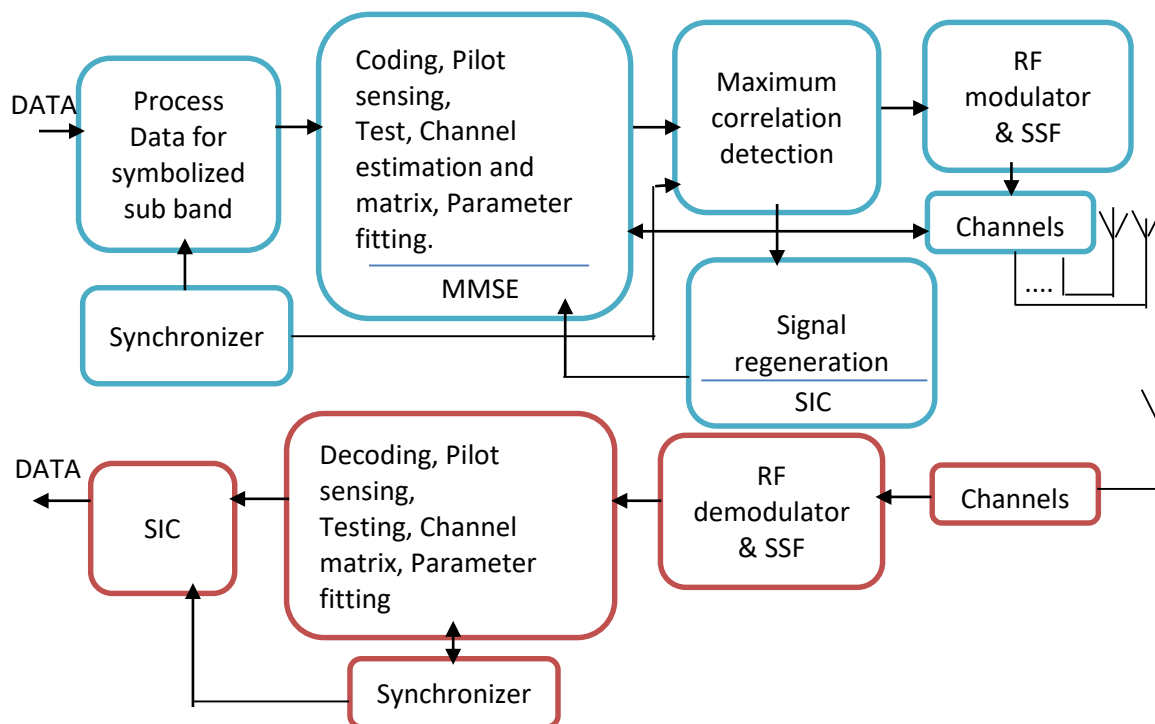 DATA
Process
Data for
symbolized
sub band
Coding, Pilot
sensing,
Test, Channel
estimation and
matrix, Parameter
fitting.
MMSE
Maximum
correlation
detection
RF
modulator
& SSF
Channels
....
Synchronizer
Signal
regeneration
SIC
DATA
SIC
Decoding, Pilot
sensing,
Testing, Channel
matrix, Parameter
fitting
RF
demodulator
& SSF
Channels
Synchronizer